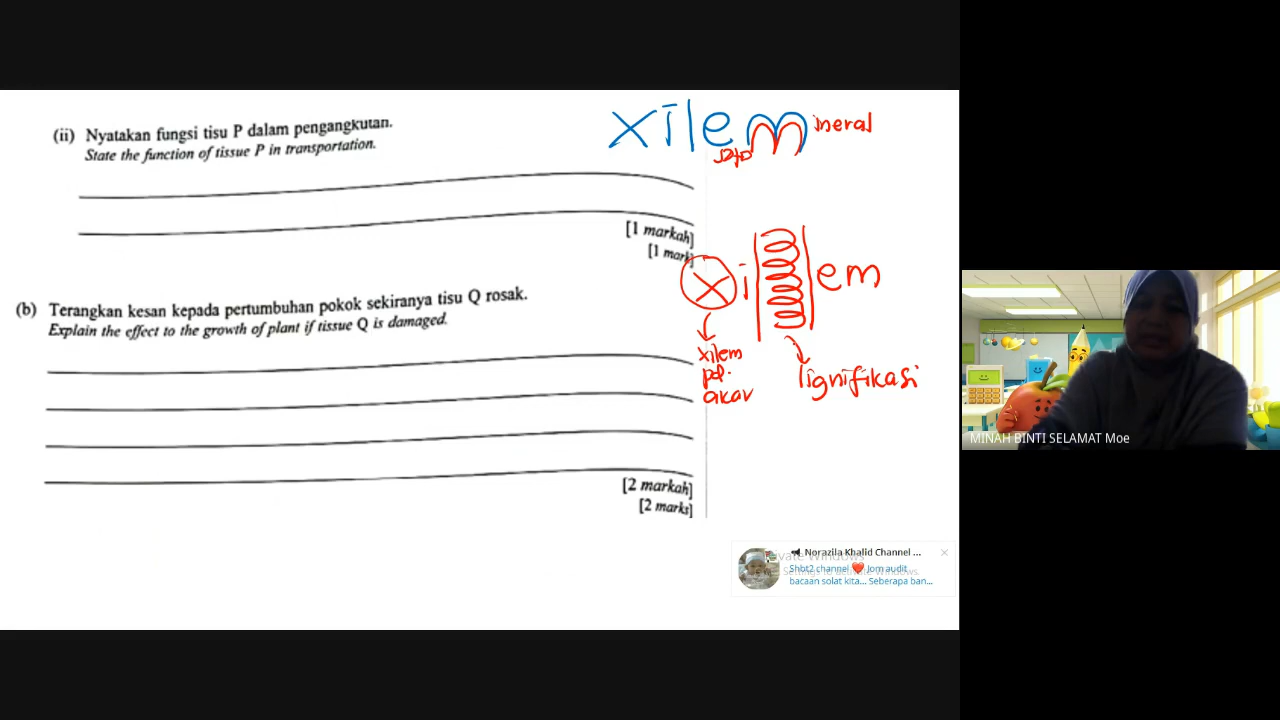 (ii) Nyatakan fungsi tisu P dalam pengangkutan.
State the function of tissue P in transportation.
[1 markah]
[1 mark]
(b) Terangkan kesan kepada pertumbuhan pokok sekiranya tisu Q rosak.
Explain the effect to the growth of plant if tissue Q is damaged.
[2 markah]
[2 marks]
xilem
ineral
xilem
xilem
pd.
akar
lignifikasi
MINAH BINTI SELAMAT Moe
Norazila Khalid Channel ...
Shbt2 channel ❤️ Jom audit
bacaan solat kita... Seberapa ban...